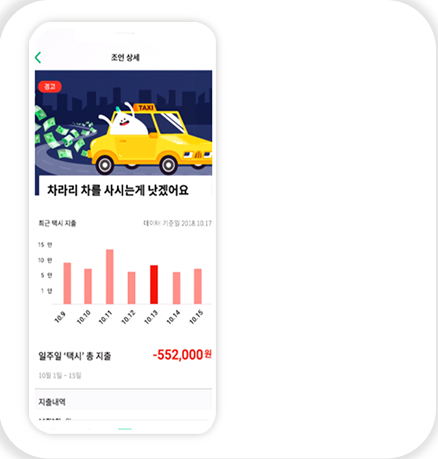 조언 상세
경고
TAXI
차라리 차를 사시는게 낫겠어요
최근 택시 지출 데이터 기준일 2018.10.17
15 만
10 만
5 만
1 만
10.9 10.10 10.11 10.12 10.13 10.14 10.15
일주일 '택시' 총 지출 -552,000원
10월 1일 - 15일
지출내역